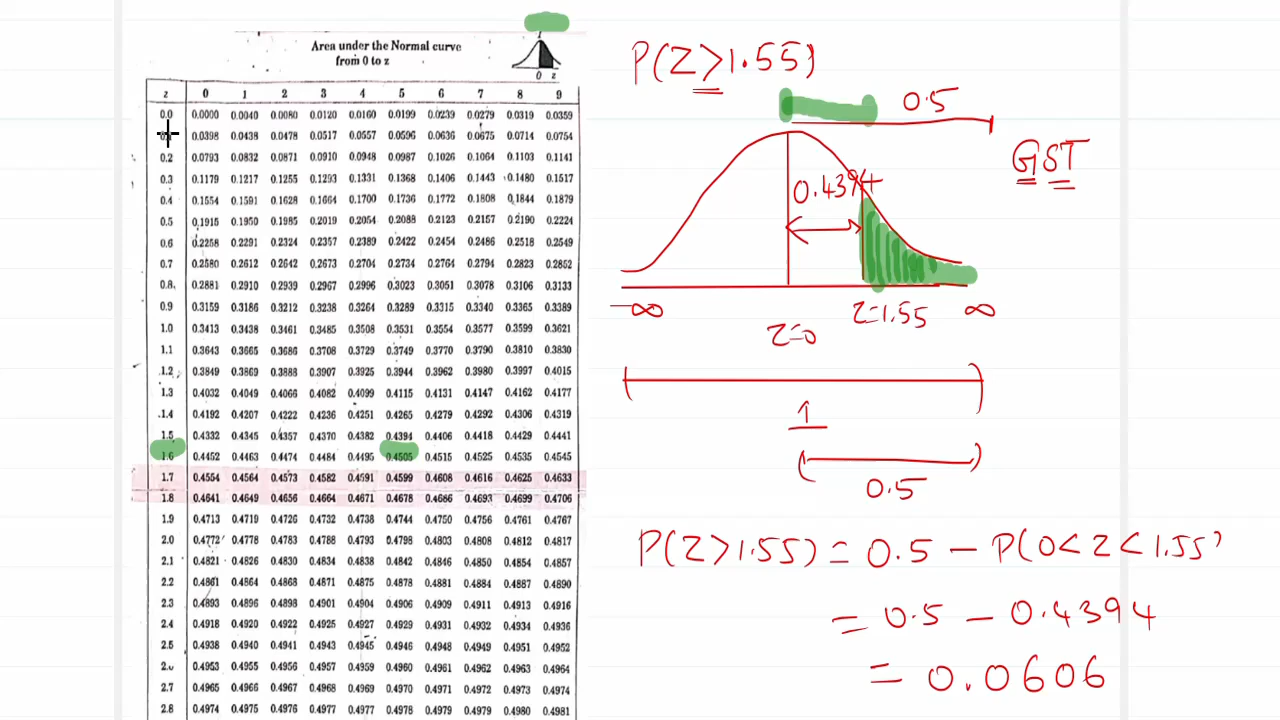 Area under the Normal curve
from 0 to z
0 z
z 0 1 2 3 4 5 6 7 8 9
0.0 0.0000 0.0040 0.0080 0.0120 0.0160 0.0199 0.0239 0.0279 0.0319 0.0359
0.0398 0.0438 0.0478 0.0517 0.0557 0.0596 0.0636 0.0675 0.0714 0.0754
0.2 0.0793 0.0832 0.0871 0.0910 0.0948 0.0987 0.1026 0.1064 0.1103 0.1141
0.3 0.1179 0.1217 0.1255 0.1293 0.1331 0.1368 0.1406 0.1443 0.1480 0.1517
0.4 0.1554 0.1591 0.1628 0.1664 0.1700 0.1736 0.1772 0.1808 0.1844 0.1879
0.5 0.1915 0.1950 0.1985 0.2019 0.2054 0.2088 0.2123 0.2157 0.2190 0.2224
0.6 0.2258 0.2291 0.2324 0.2357 0.2389 0.2422 0.2454 0.2486 0.2518 0.2549
0.7 0.2580 0.2612 0.2642 0.2673 0.2704 0.2734 0.2764 0.2794 0.2823 0.2852
0.8 0.2881 0.2910 0.2939 0.2967 0.2996 0.3023 0.3051 0.3078 0.3106 0.3133
0.9 0.3159 0.3186 0.3212 0.3238 0.3264 0.3289 0.3315 0.3340 0.3365 0.3389
1.0 0.3413 0.3438 0.3461 0.3485 0.3508 0.3531 0.3554 0.3577 0.3599 0.3621
1.1 0.3643 0.3665 0.3686 0.3708 0.3729 0.3749 0.3770 0.3790 0.3810 0.3830
1.2 0.3849 0.3869 0.3888 0.3907 0.3925 0.3944 0.3962 0.3980 0.3997 0.4015
1.3 0.4032 0.4049 0.4066 0.4082 0.4099 0.4115 0.4131 0.4147 0.4162 0.4177
1.4 0.4192 0.4207 0.4222 0.4236 0.4251 0.4265 0.4279 0.4292 0.4306 0.4319
1.5 0.4332 0.4345 0.4357 0.4370 0.4382 0.4394 0.4406 0.4418 0.4429 0.4441
1.6 0.4452 0.4463 0.4474 0.4484 0.4495 0.4505 0.4515 0.4525 0.4535 0.4545
1.7 0.4554 0.4564 0.4573 0.4582 0.4591 0.4599 0.4608 0.4616 0.4625 0.4633
1.8 0.4641 0.4649 0.4656 0.4664 0.4671 0.4678 0.4686 0.4693 0.4699 0.4706
1.9 0.4713 0.4719 0.4726 0.4732 0.4738 0.4744 0.4750 0.4756 0.4761 0.4767
2.0 0.4772 0.4778 0.4783 0.4788 0.4793 0.4798 0.4803 0.4808 0.4812 0.4817
2.1 0.4821 0.4826 0.4830 0.4834 0.4838 0.4842 0.4846 0.4850 0.4854 0.4857
2.2 0.4861 0.4864 0.4868 0.4871 0.4875 0.4878 0.4881 0.4884 0.4887 0.4890
2.3 0.4893 0.4896 0.4898 0.4901 0.4904 0.4906 0.4909 0.4911 0.4913 0.4916
2.4 0.4918 0.4920 0.4922 0.4925 0.4927 0.4929 0.4931 0.4932 0.4934 0.4936
2.5 0.4938 0.4940 0.4941 0.4943 0.4945 0.4946 0.4948 0.4949 0.4951 0.4952
0.4953 0.4955 0.4956 0.4957 0.4959 0.4960 0.4961 0.4962 0.4963 0.4964
2.7 0.4965 0.4966 0.4967 0.4968 0.4969 0.4970 0.4971 0.4972 0.4973 0.4974
2.8 0.4974 0.4975 0.4976 0.4977 0.4977 0.4978 0.4979 0.4979 0.4980 0.4981
P(Z>1.55)
0.5
GST
0.4394
-∞ Z=0 Z=1.55 ∞
1
0.5
P(Z>1.55) = 0.5 - P(0<Z<1.55)
= 0.5 - 0.4394
= 0.0606